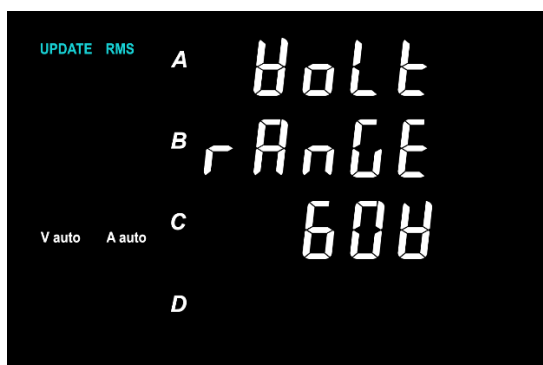 UPDATE RMS
A VoLt
B rAnGE
C 60V
V auto A auto
D